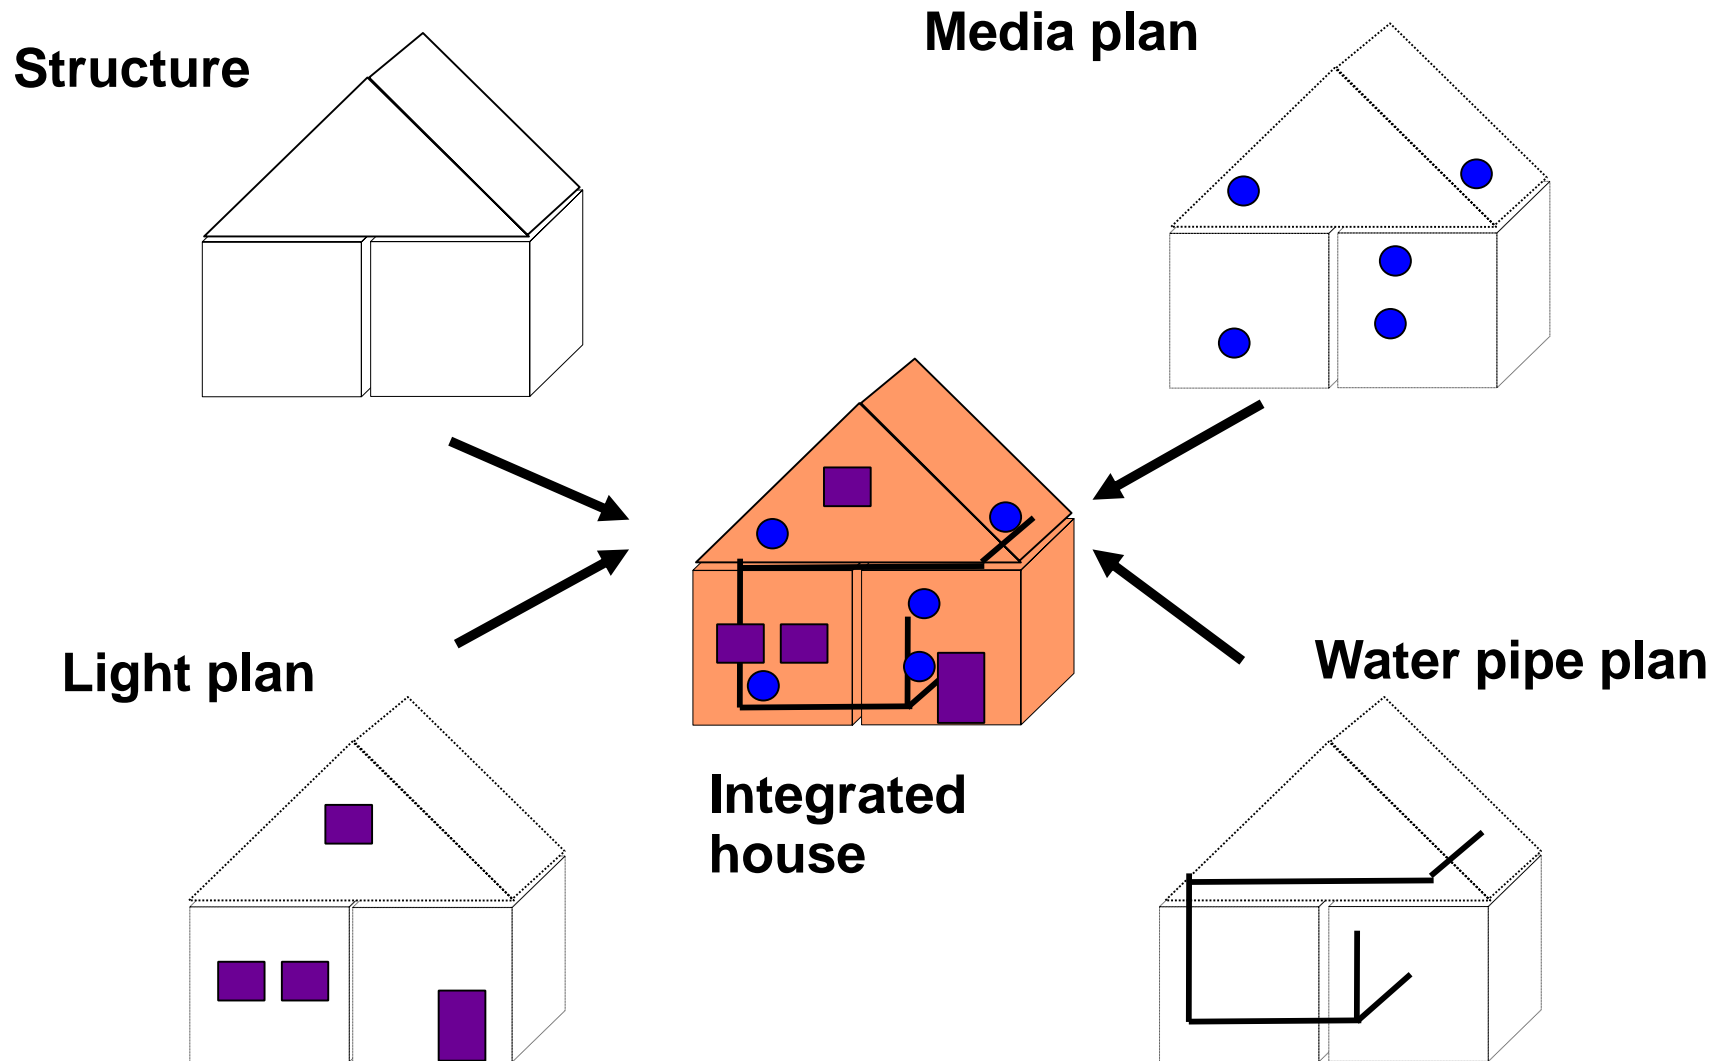 Structure
Media plan
Light plan
Water pipe plan
Integrated
house